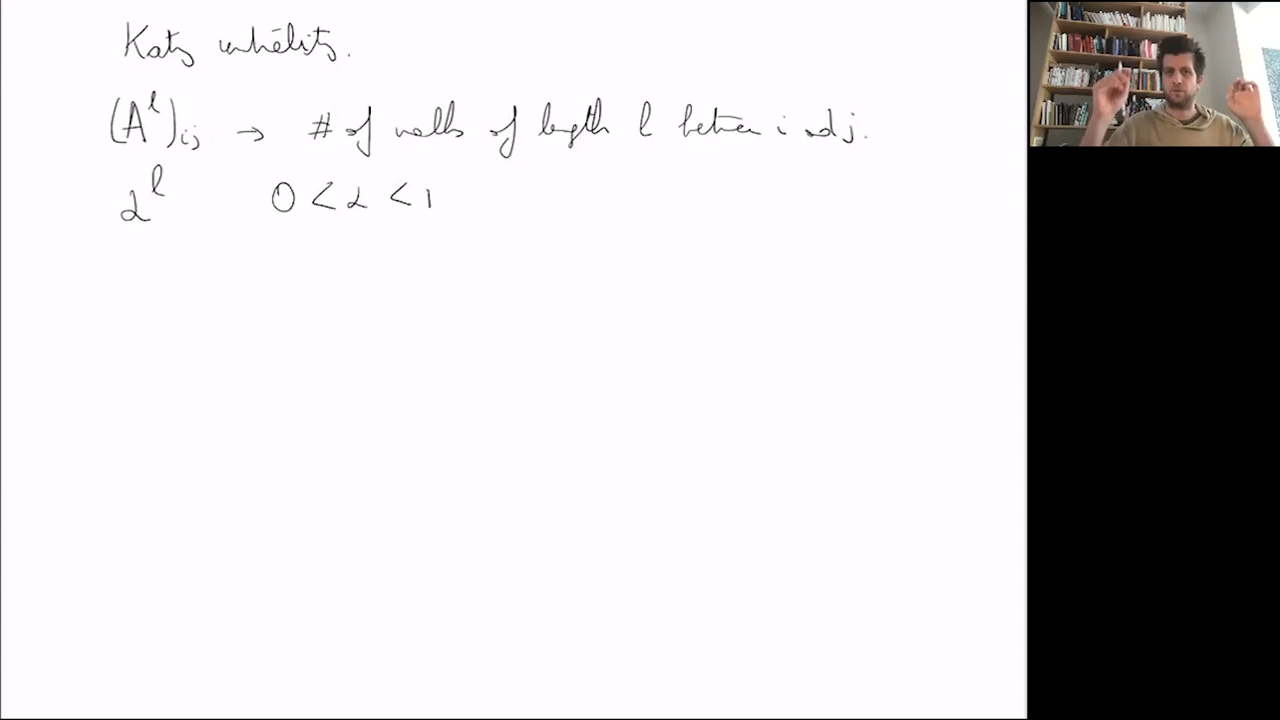 Katz centrality.
(A^l)_ij → # of walks of length l between i and j.
α^l 0 < α < 1